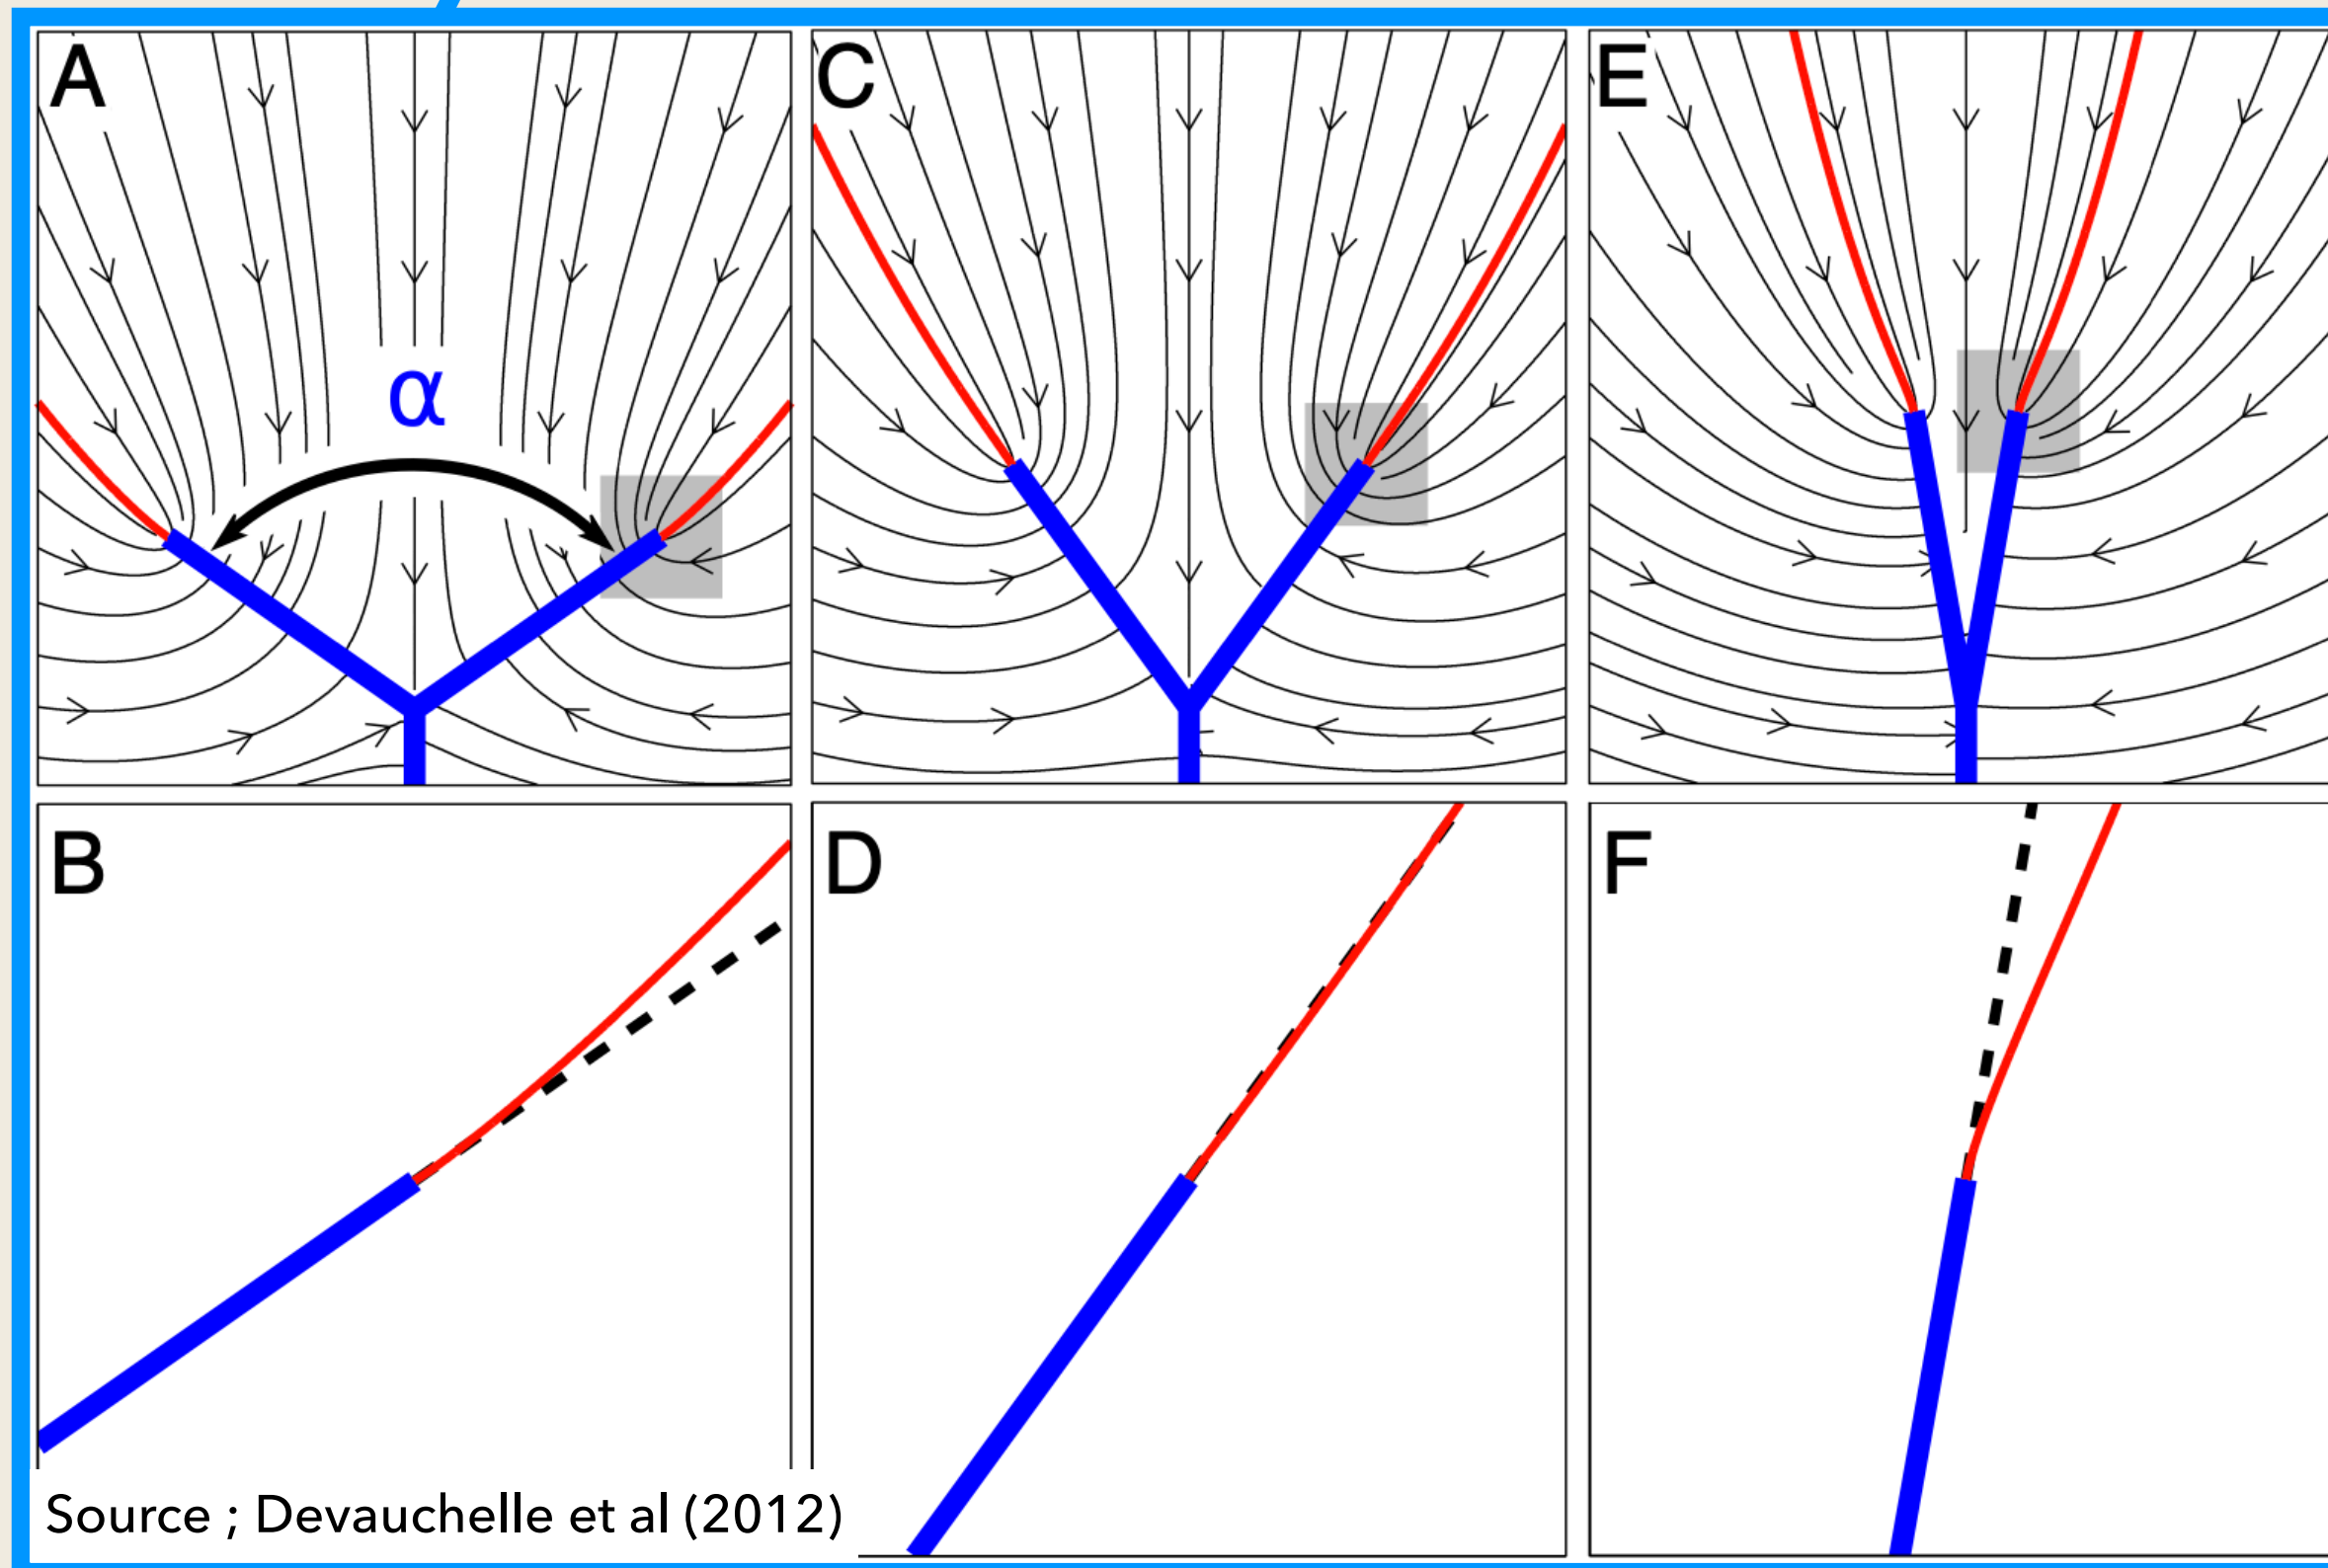 A
C
E
α
B
D
F
Source ; Devauchelle et al (2012)